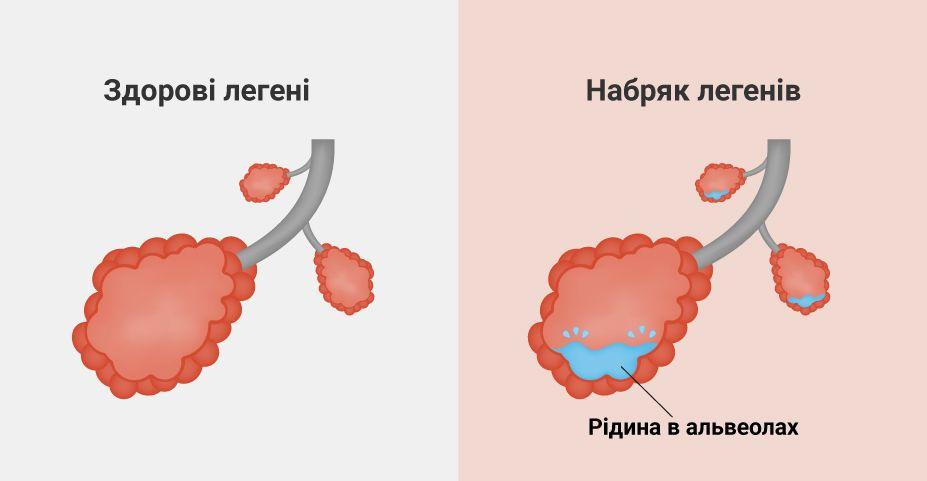 Здорові легені
Набряк легенів
Рідина в альвеолах